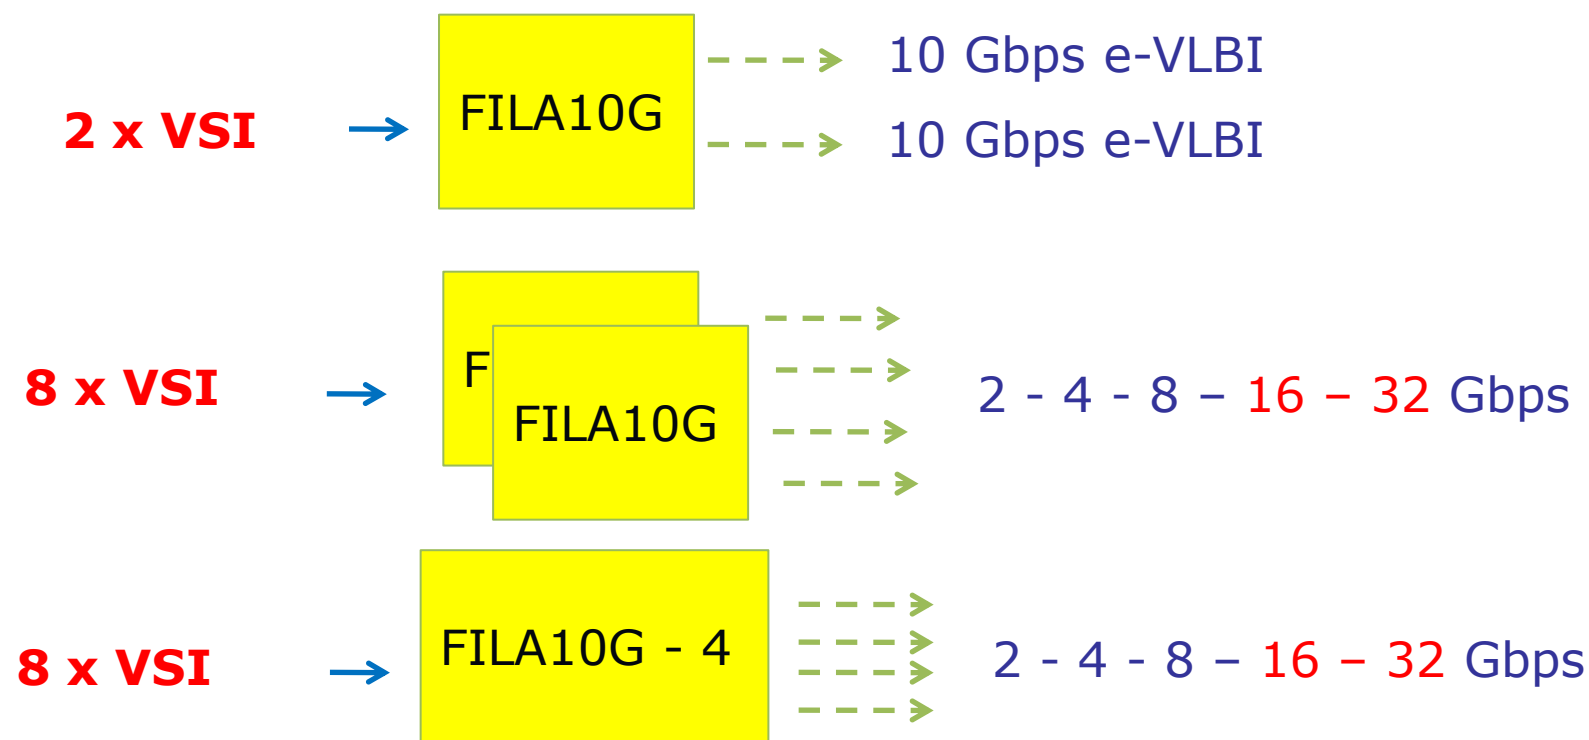 10 Gbps e-VLBI
2 x VSI FILA10G
10 Gbps e-VLBI
F
8 x VSI FILA10G 2 - 4 - 8 – 16 – 32 Gbps
8 x VSI FILA10G - 4 2 - 4 - 8 – 16 – 32 Gbps